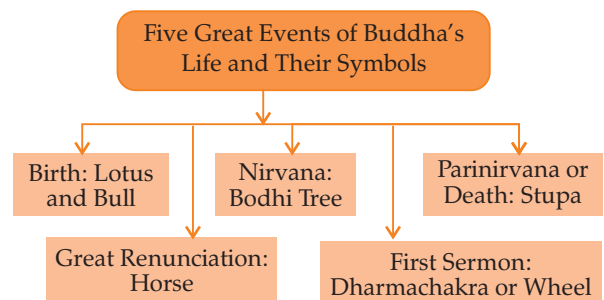 Five Great Events of Buddha’s
Life and Their Symbols
Birth: Lotus
and Bull
Great Renunciation:
Horse
Nirvana:
Bodhi Tree
First Sermon:
Dharmachakra or Wheel
Parinirvana or
Death: Stupa